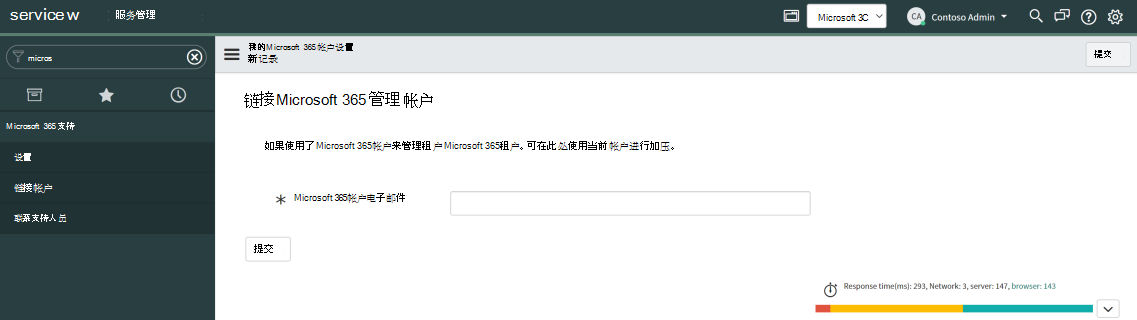 service w
服务管理
Microsoft 3C
CA
Contoso Admin
micros
我的Microsoft 365帐户设置
新记录
提交
链接Microsoft 365管理 帐户
Microsoft 365支持
如果使用了Microsoft 365帐户来管理租户Microsoft 365租户。可在此处使用当前 帐户进行加压。
设置
链接帐户
Microsoft 365帐户电子邮件
联系支持人员
提交
Response time(ms): 293, Network: 3, server: 147, browser: 143